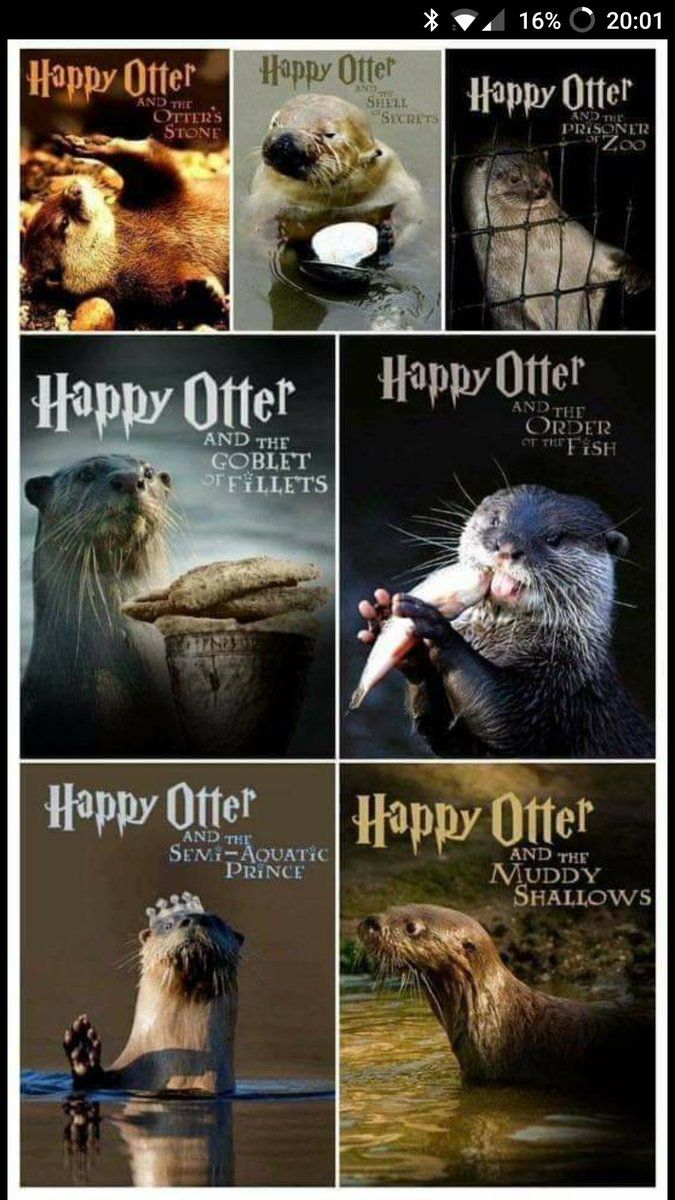 16% 20:01
Happy Otter
AND THE
OTTER'S
STONE
Happy Otter
AND THE
SHELL
OF SECRETS
Happy Otter
AND THE
PRISONER
OF ZOO
Happy Otter
AND THE
GOBLET
OF FILLETS
Happy Otter
AND THE
ORDER
OF THE FISH
Happy Otter
AND THE
SEMI-AQUATIC
PRINCE
Happy Otter
AND THE
MUDDY
SHALLOWS